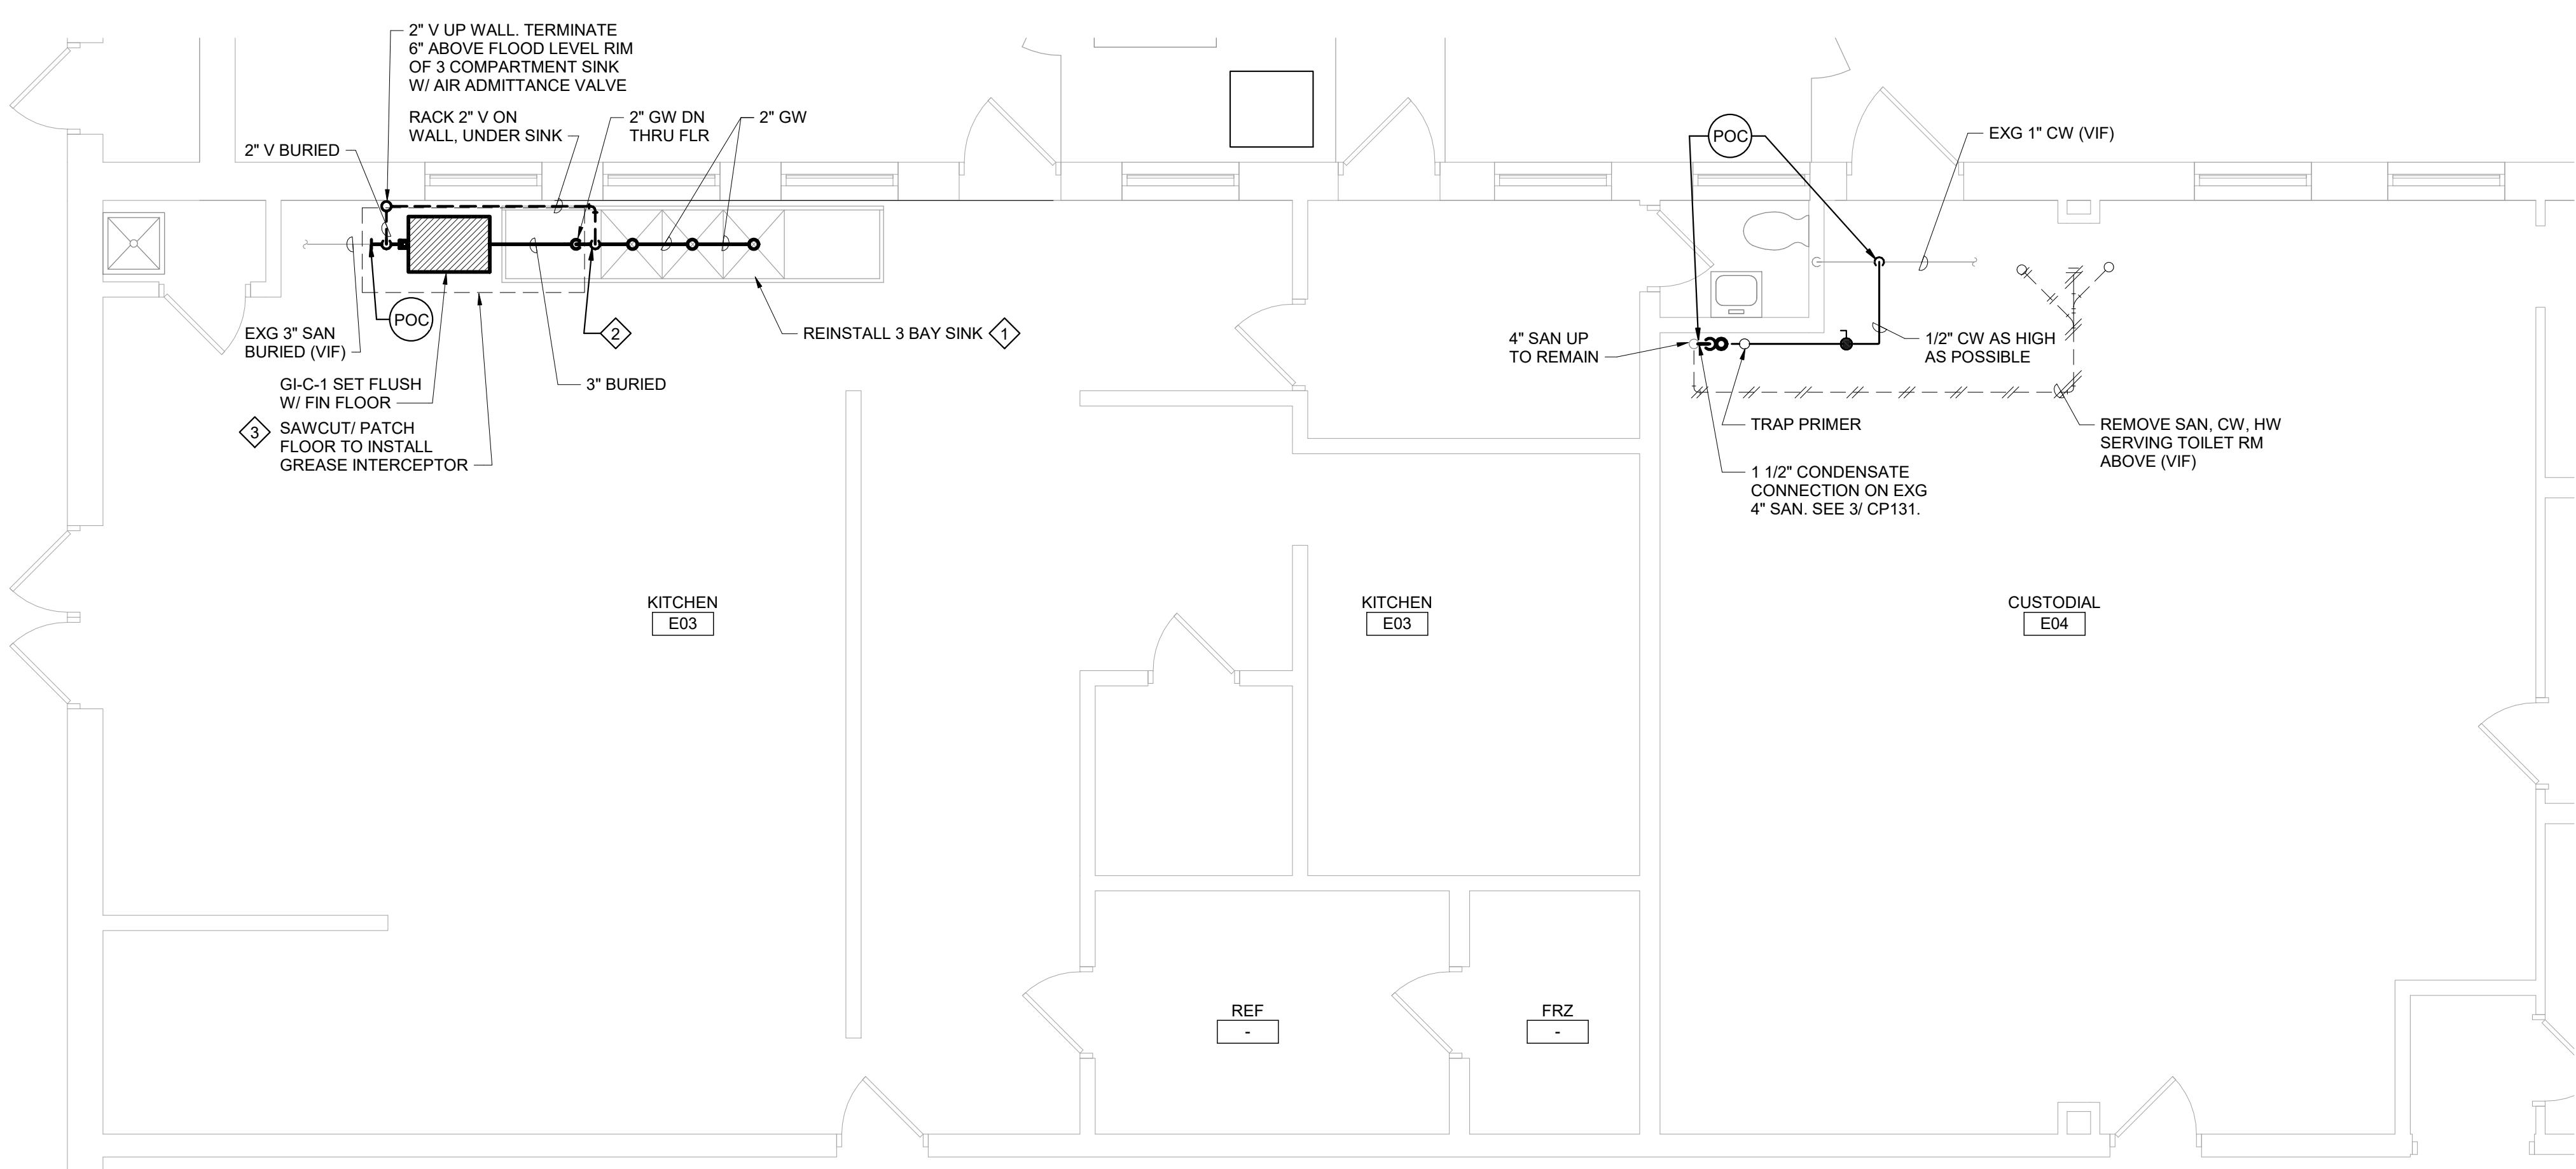 2" V UP WALL. TERMINATE
6" ABOVE FLOOD LEVEL RIM
OF 3 COMPARTMENT SINK
W/ AIR ADMITTANCE VALVE
RACK 2" V ON
WALL, UNDER SINK
2" GW DN
THRU FLR
2" GW
2" V BURIED
POC
EXG 3" SAN
BURIED (VIF)
2
REINSTALL 3 BAY SINK
1
GI-C-1 SET FLUSH
W/ FIN FLOOR
3" BURIED
3
SAWCUT/ PATCH
FLOOR TO INSTALL
GREASE INTERCEPTOR
POC
EXG 1" CW (VIF)
4" SAN UP
TO REMAIN
1/2" CW AS HIGH
AS POSSIBLE
TRAP PRIMER
REMOVE SAN, CW, HW
SERVING TOILET RM
ABOVE (VIF)
1 1/2" CONDENSATE
CONNECTION ON EXG
4" SAN. SEE 3/ CP131.
KITCHEN
E03
KITCHEN
E03
CUSTODIAL
E04
REF
-
FRZ
-